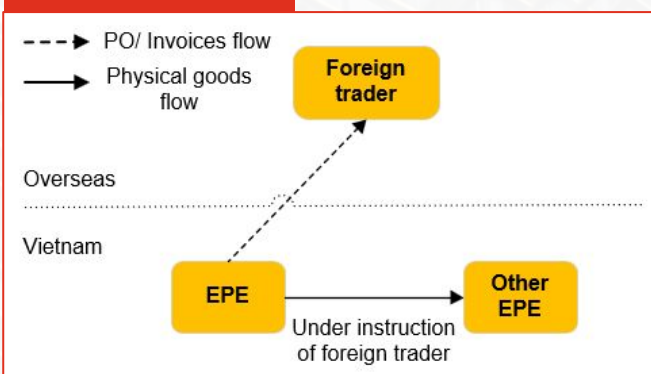 PO/ Invoices flow
Physical goods
flow
Foreign
trader
Overseas
Vietnam
EPE
Other
EPE
Under instruction
of foreign trader